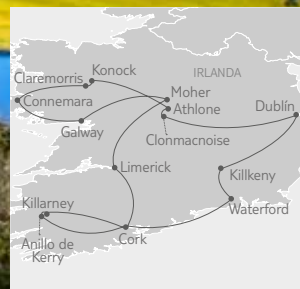 Konock
Claremorris
IRLANDA
Connemara
Moher
Athlone
Dublín
Galway
Clonmacnoise
Limerick
Killkeny
Killarney
Waterford
Anillo de
Kerry
Cork